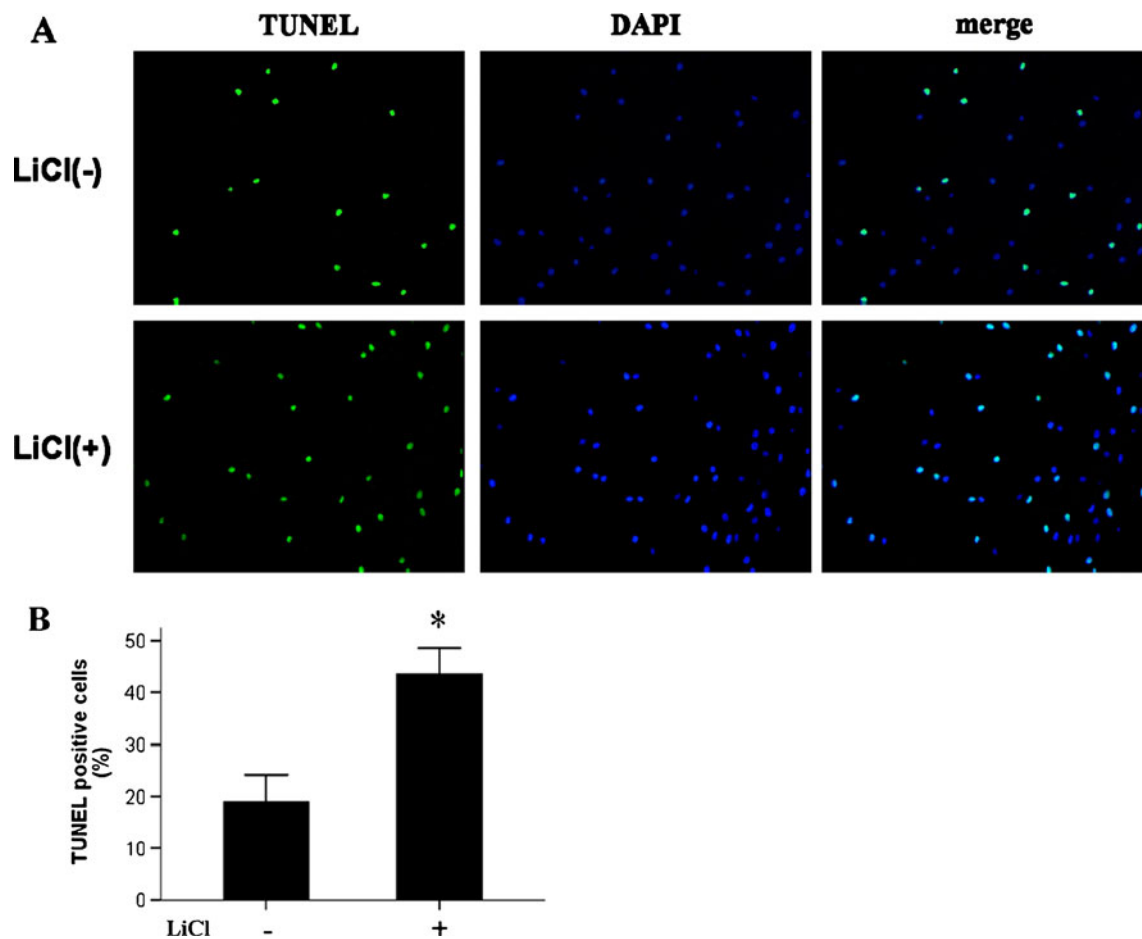 A
TUNEL DAPI merge
LiCl(-)
LiCl(+)
B
*
50
40
30
20
10
0
TUNEL positive cells
(%)
LiCl - +